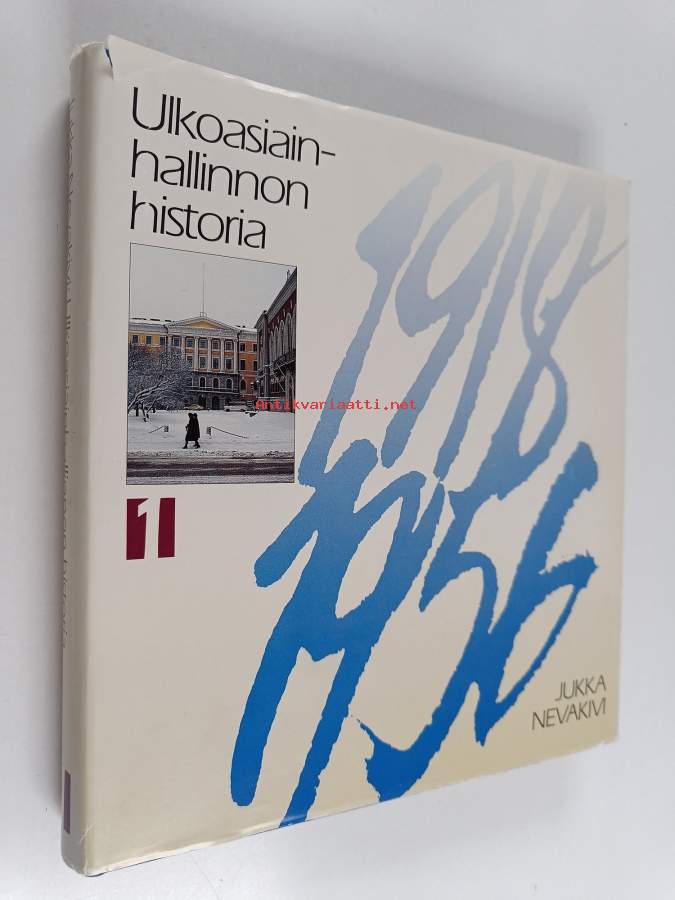 Ulkoasiain-
hallinnon
historia
1918
1956
Antikvariaatti.net
1
JUKKA
NEVAKIVI